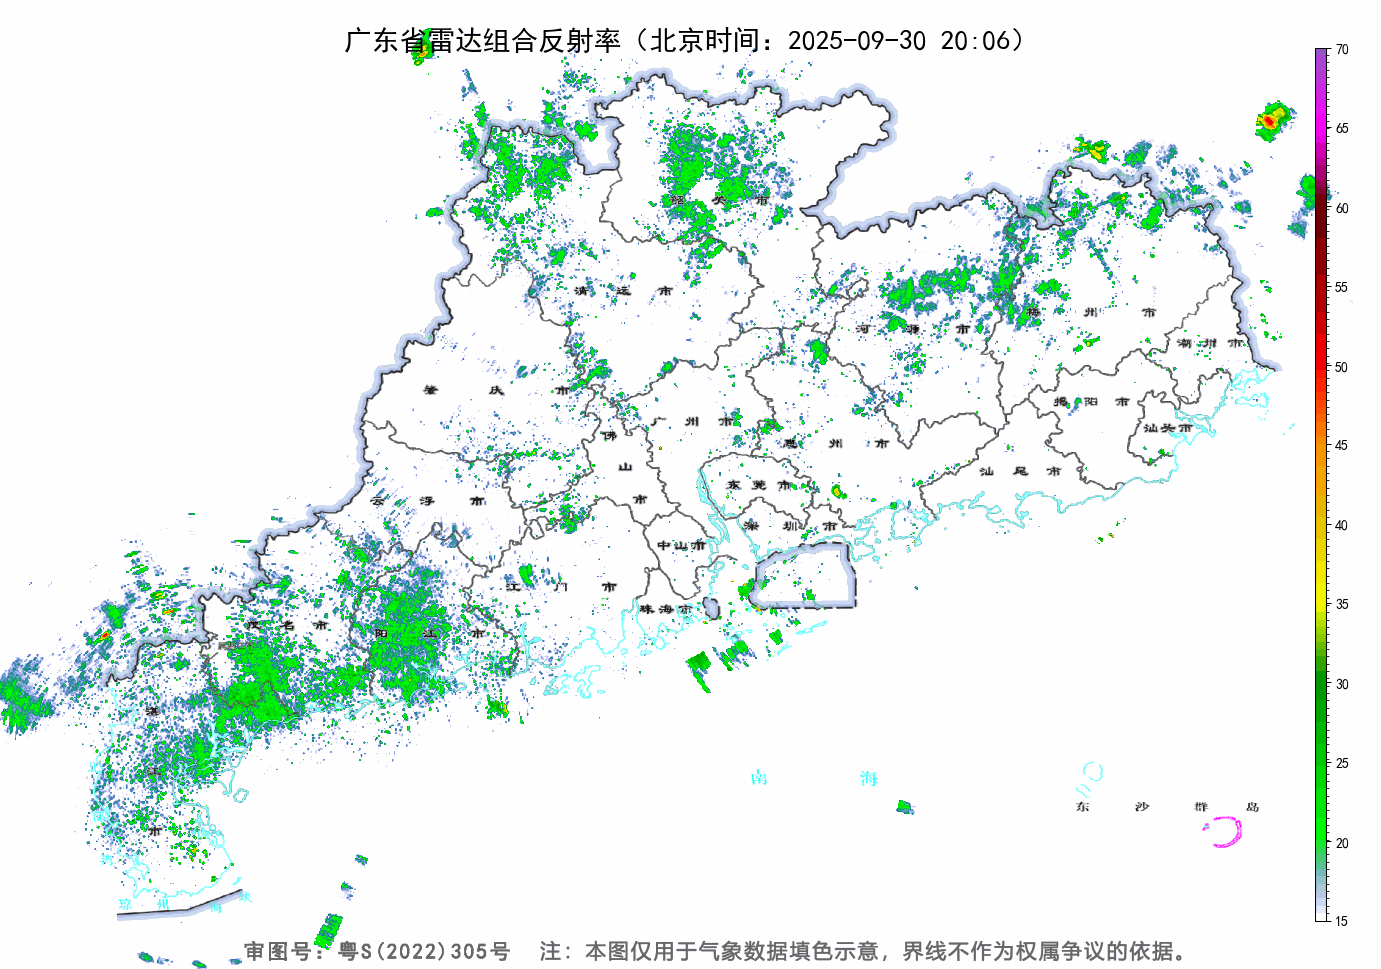 广东省雷达组合反射率（北京时间：2025-09-30 20:06）
70
65
60
55
50
45
40
35
30
25
20
15
韶关市
清远市
河源市
梅州市
潮州市
肇庆市
广州市
惠州市
揭阳市
汕头市
佛山市
东莞市
汕尾市
云浮市
深圳市
中山市
江门市
珠海市
茂名市
阳江市
湛江市
南海
东沙群岛
琼州海峡
审图号：粤S(2022)305号 注：本图仅用于气象数据填色示意，界线不作为权属争议的依据。